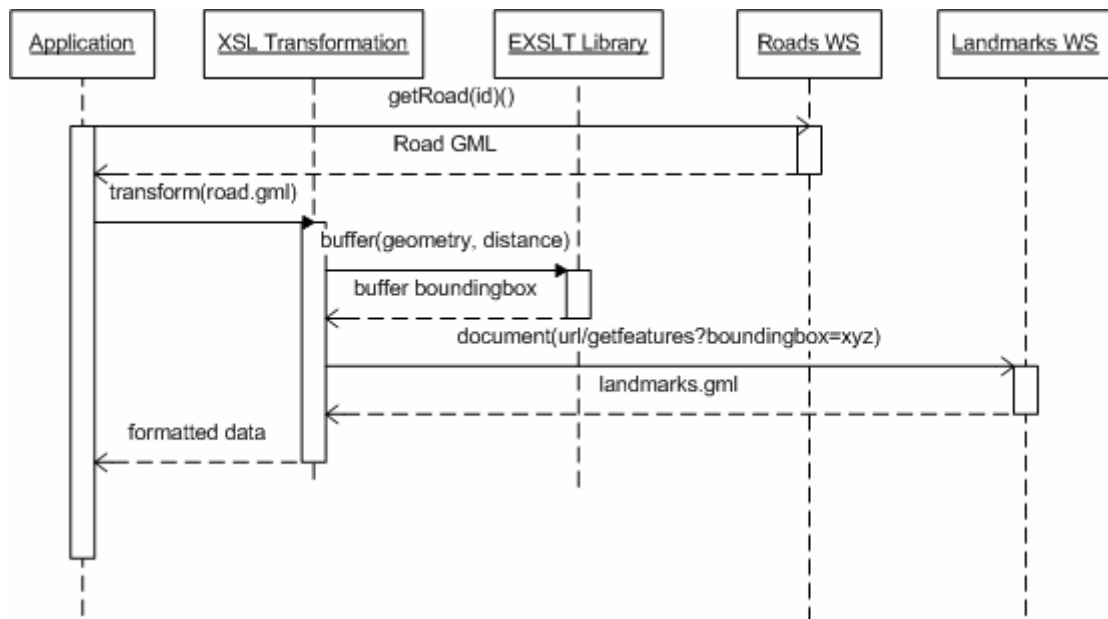 Application
XSL Transformation
EXSLT Library
Roads WS
Landmarks WS
getRoad(id)()
Road GML
transform(road.gml)
buffer(geometry, distance)
buffer boundingbox
document(url/getfeatures?boundingbox=xyz)
landmarks.gml
formatted data